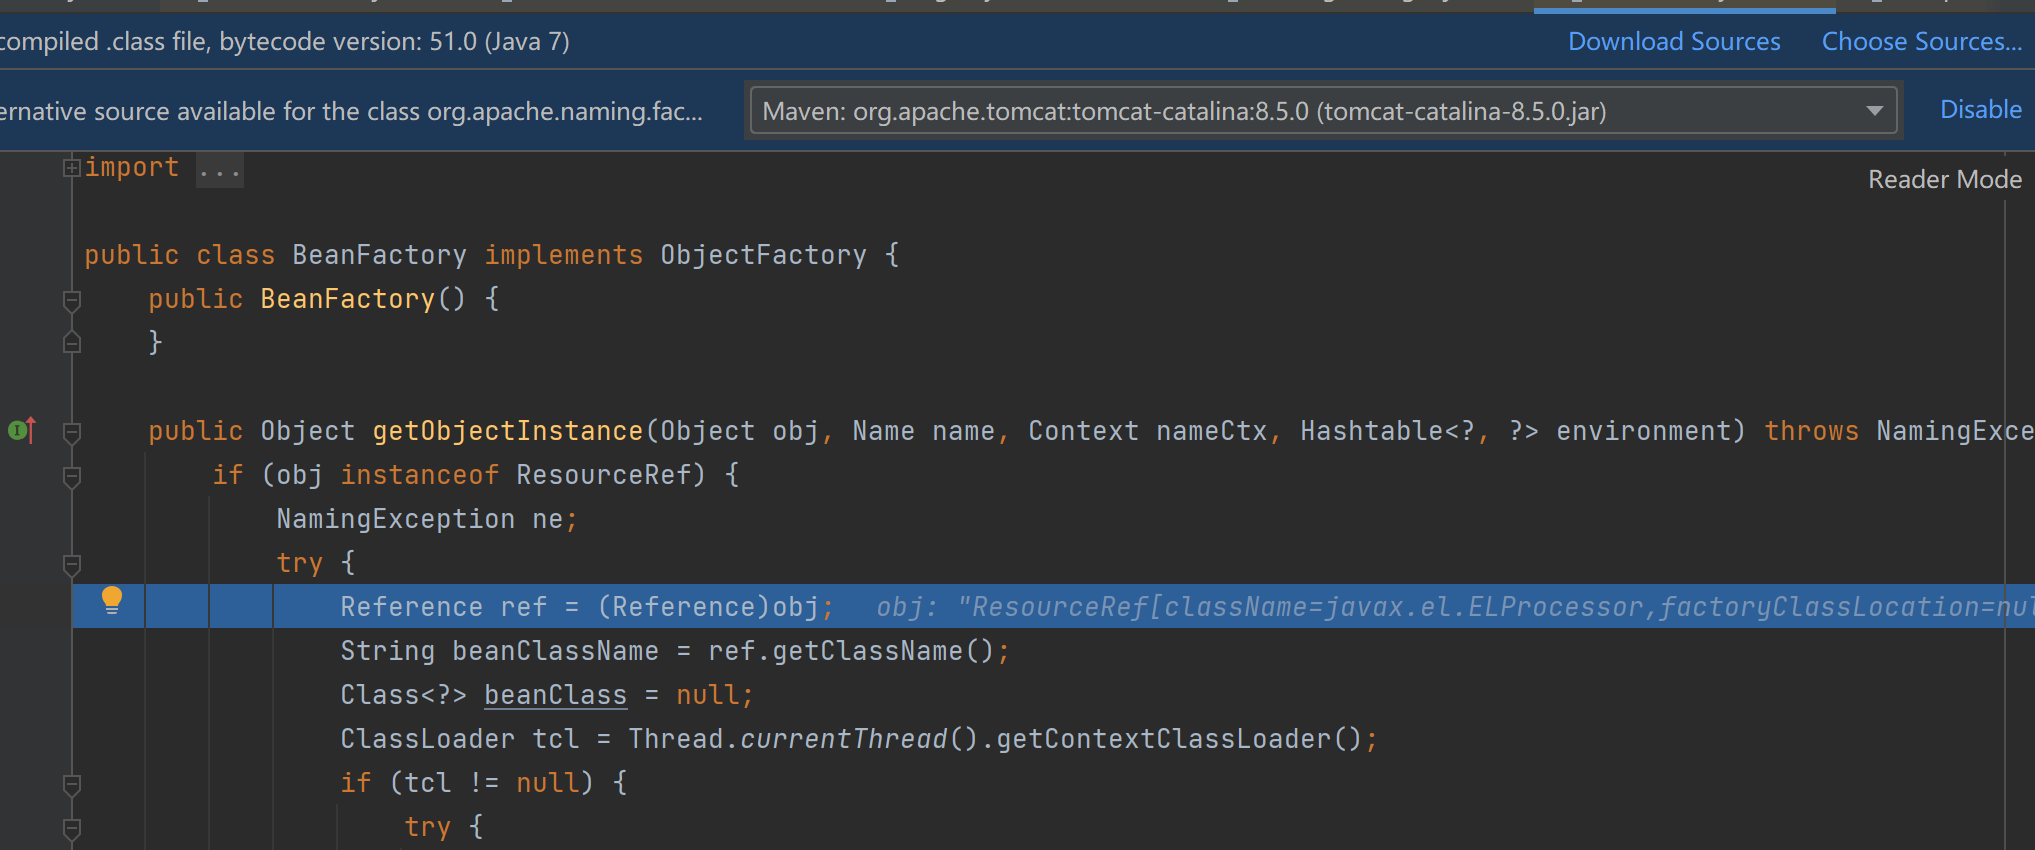 compiled .class file, bytecode version: 51.0 (Java 7)
Download Sources
Choose Sources...
ernative source available for the class org.apache.naming.fac...
Maven: org.apache.tomcat:tomcat-catalina:8.5.0 (tomcat-catalina-8.5.0.jar)
Disable
import ...
Reader Mode
public class BeanFactory implements ObjectFactory {
public BeanFactory() {
}
public Object getObjectInstance(Object obj, Name name, Context nameCtx, Hashtable<?, ?> environment) throws NamingExce
if (obj instanceof ResourceRef) {
NamingException ne;
try {
Reference ref = (Reference)obj; obj: "ResourceRef[className=javax.el.ELProcessor,factoryClassLocation=nul
String beanClassName = ref.getClassName();
Class<?> beanClass = null;
ClassLoader tcl = Thread.currentThread().getContextClassLoader();
if (tcl != null) {
try {